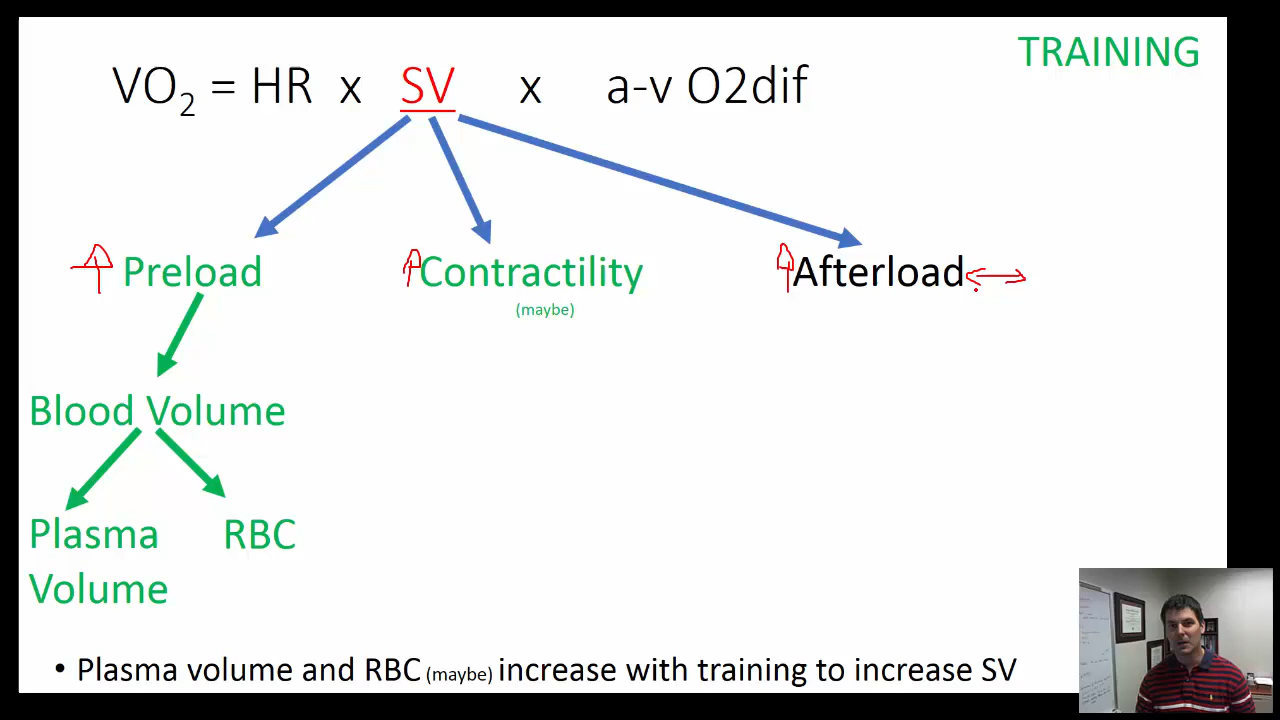 TRAINING
VO2 = HR x SV x a-v O2dif
Preload Contractility Afterload
(maybe)
Blood Volume
Plasma RBC
Volume
• Plasma volume and RBC (maybe) increase with training to increase SV